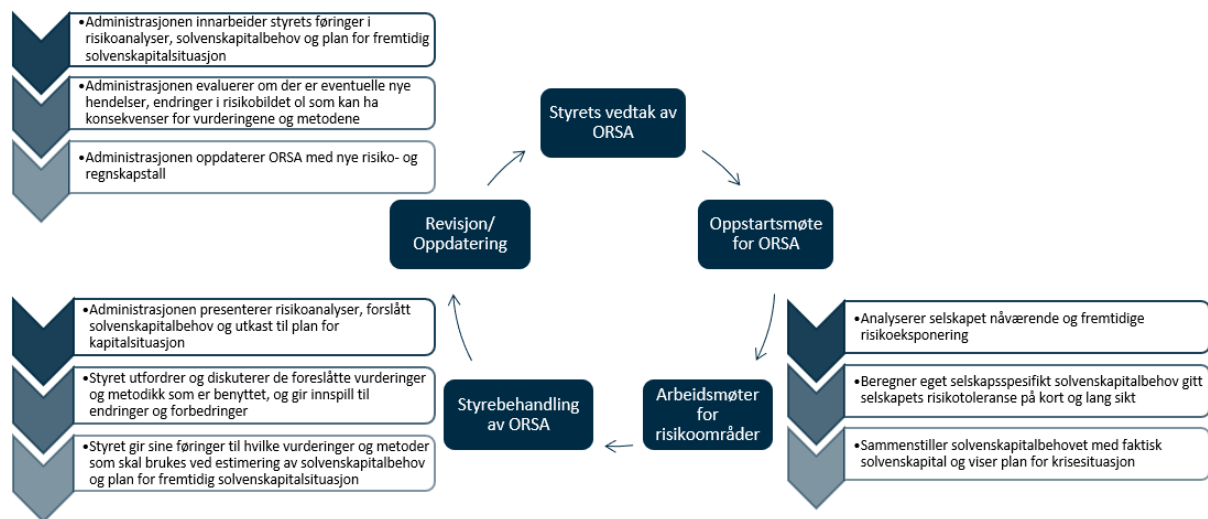 •Administrasjonen innarbeider styrets føringer i
risikoanalyser, solvenskapitalbehov og plan for fremtidig
solvenskapitalsituasjon
•Administrasjonen evaluerer om der er eventuelle nye
hendelser, endringer i risikobildet ol som kan ha
konsekvenser for vurderingene og metodene
•Administrasjonen oppdaterer ORSA med nye risiko- og
regnskapstall
Styrets vedtak av
ORSA
Oppstartsmøte
for ORSA
Arbeidsmøter
for
risikoområder
Styrebehandling
av ORSA
Revisjon/
Oppdatering
•Administrasjonen presenterer risikoanalyser, forslått
solvenskapitalbehov og utkast til plan for
kapitalsituasjon
•Styret utfordrer og diskuterer de foreslåtte vurderinger
og metodikk som er benyttet, og gir innspill til
endringer og forbedringer
•Styret gir sine føringer til hvilke vurderinger og metoder
som skal brukes ved estimering av solvenskapitalbehov
og plan for fremtidig solvenskapitalsituasjon
•Analyserer selskapet nåværende og fremtidige
risikoeksponering
•Beregner eget selskapsspesifikt solvenskapitalbehov gitt
selskapets risikotoleranse på kort og lang sikt
•Sammenstiller solvenskapitalbehovet med faktisk
solvenskapital og viser plan for krisesituasjon